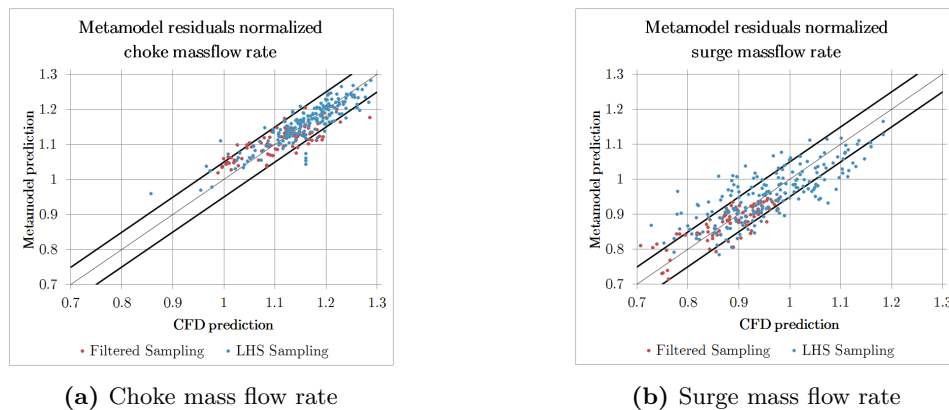 Metamodel residuals normalized
choke massflow rate
1.3
1.2
1.1
1
0.9
0.8
0.7
Metamodel prediction
0.7 0.8 0.9 1 1.1 1.2 1.3
CFD prediction
Filtered Sampling LHS Sampling
(a) Choke mass flow rate
Metamodel residuals normalized
surge massflow rate
1.3
1.2
1.1
1
0.9
0.8
0.7
Metamodel prediction
0.7 0.8 0.9 1 1.1 1.2 1.3
CFD prediction
Filtered Sampling LHS Sampling
(b) Surge mass flow rate